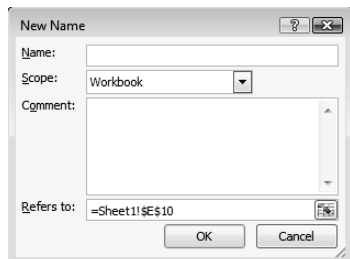 New Name
Name:
Scope: Workbook
Comment:
Refers to: =Sheet1!$E$10
OK Cancel